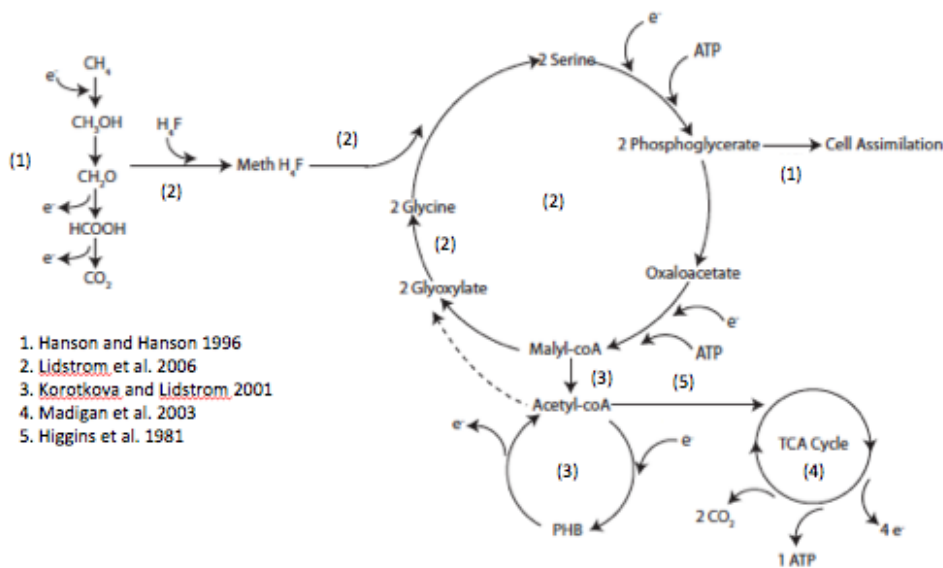 e⁻
CH₄
e⁻
ATP
2 Serine
CH₃OH
H₄F
(1)
(2)
2 Phosphoglycerate
Cell Assimilation
CH₂O
Meth H₄F
(2)
(1)
e⁻
2 Glycine
(2)
HCOOH
(2)
e⁻
Oxaloacetate
CO₂
2 Glyoxylate
e⁻
1. Hanson and Hanson 1996
2. Lidstrom et al. 2006
3. Korotkova and Lidstrom 2001
4. Madigan et al. 2003
5. Higgins et al. 1981
Malyl-coA
ATP
(3)
(5)
Acetyl-coA
e⁻
e⁻
TCA Cycle
(3)
(4)
2 CO₂
4 e⁻
PHB
1 ATP